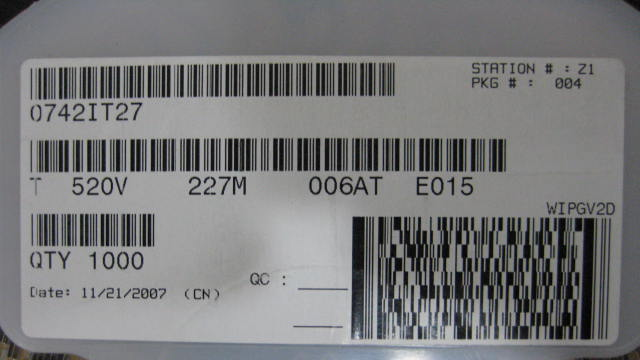 STATION # : Z1
PKG # : 004
0742IT27
T 520V 227M 006AT E015
WIPGV2D
QTY 1000
QC :
Date: 11/21/2007 (CN)